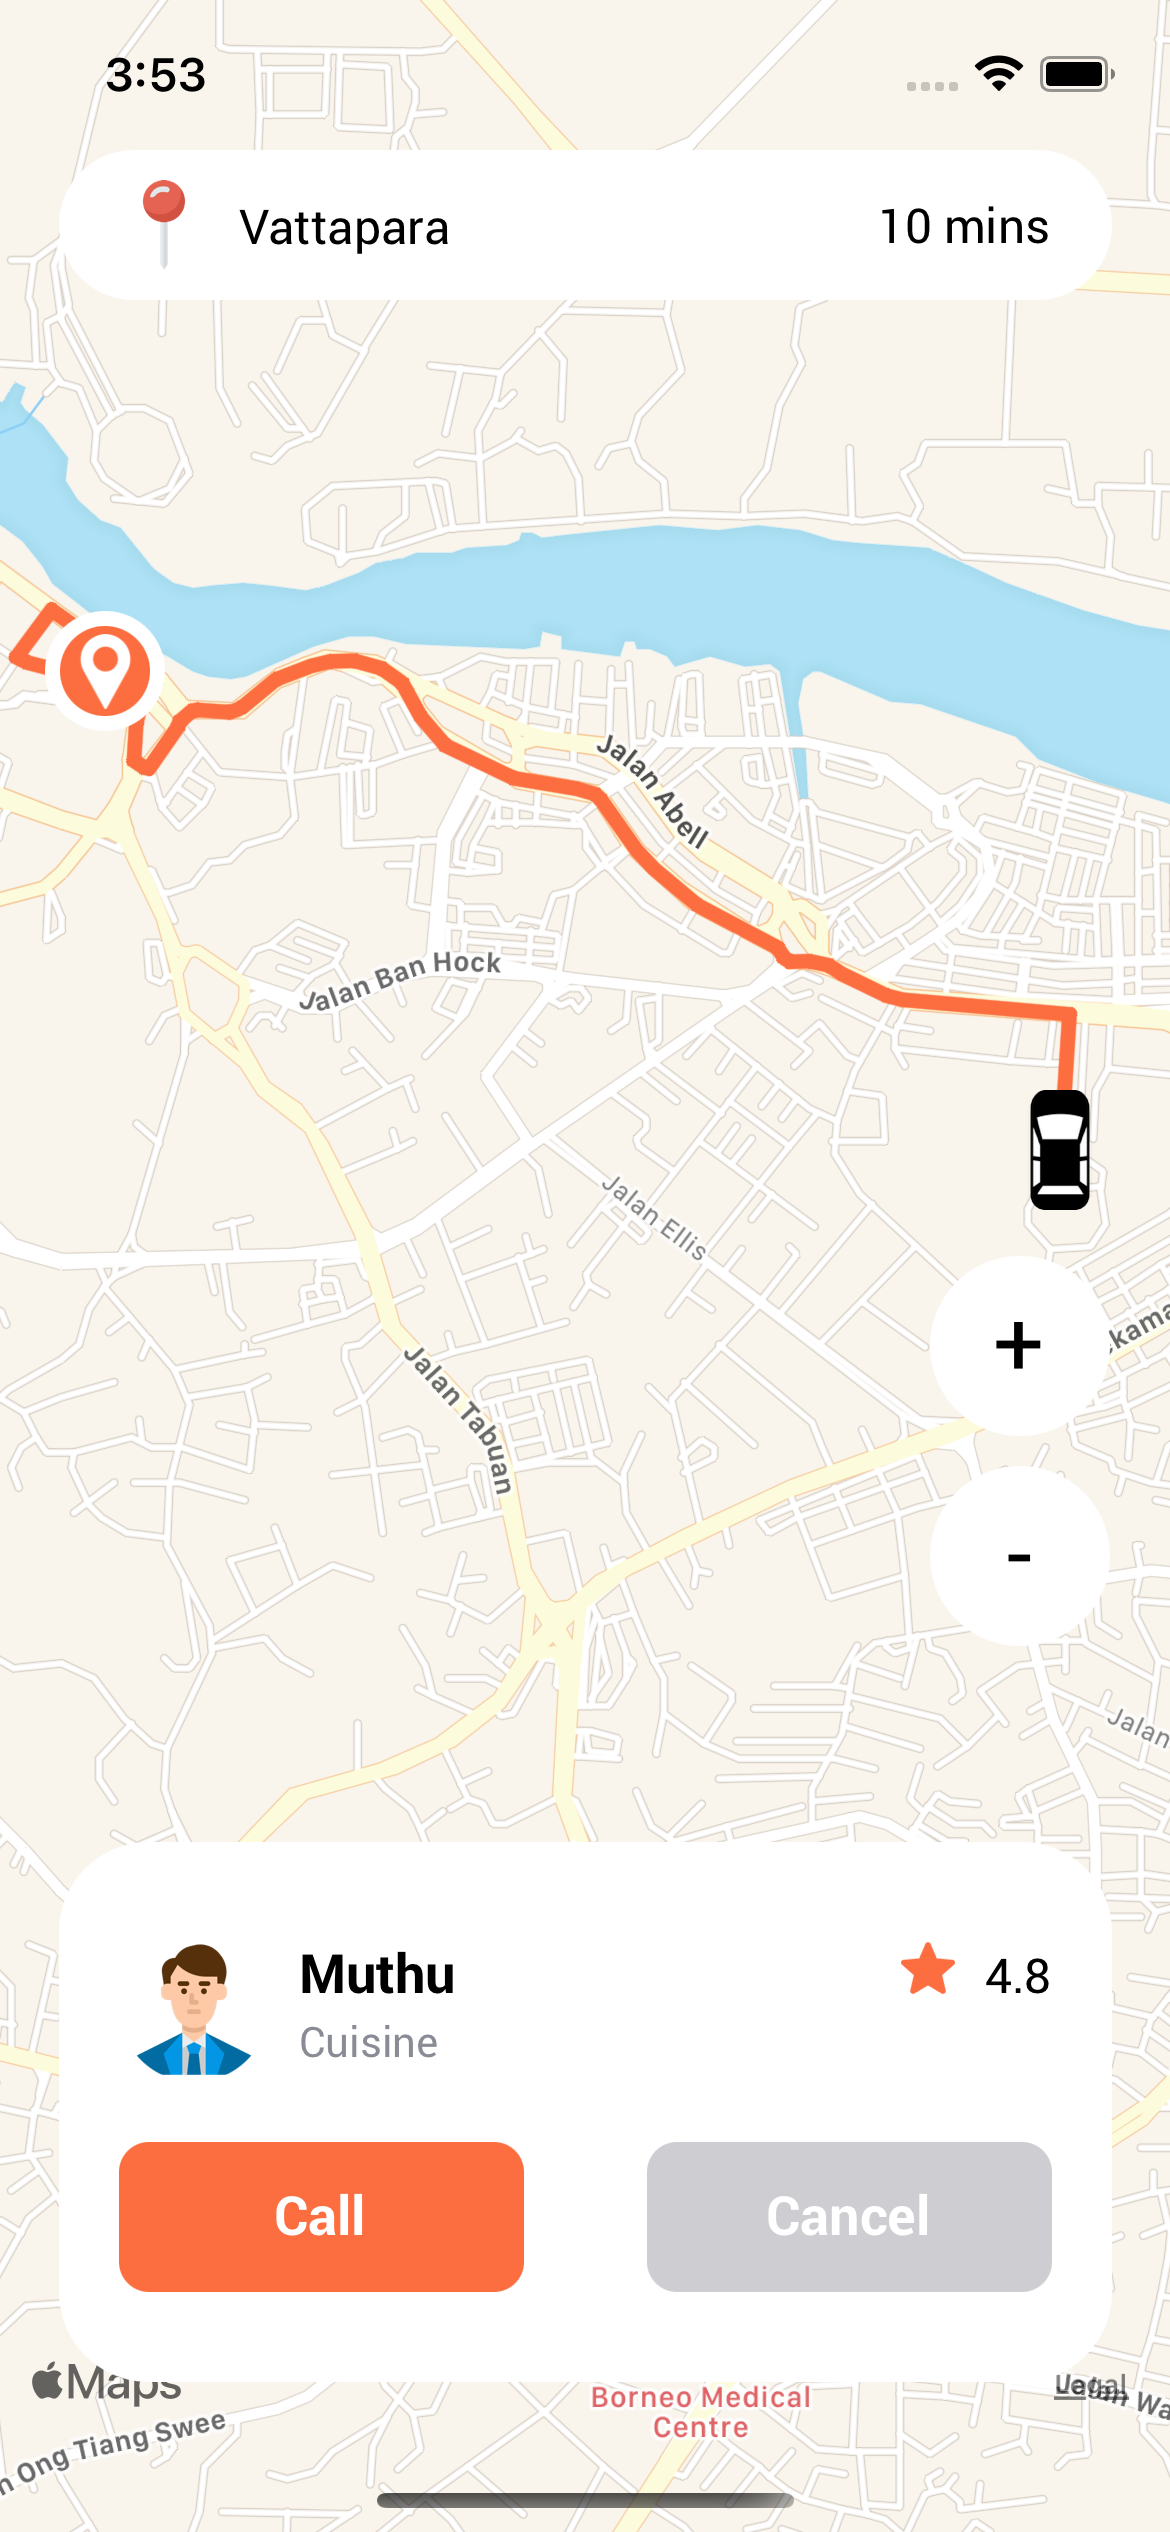 3:53
Vattapara
10 mins
Jalan Abell
Jalan Ban Hock
Jalan Ellis
+
Jalan Tabuan
-
Jalan
Muthu
4.8
Cuisine
Call
Cancel
Maps
Legal
Borneo Medical
Centre
Ong Tiang Swee